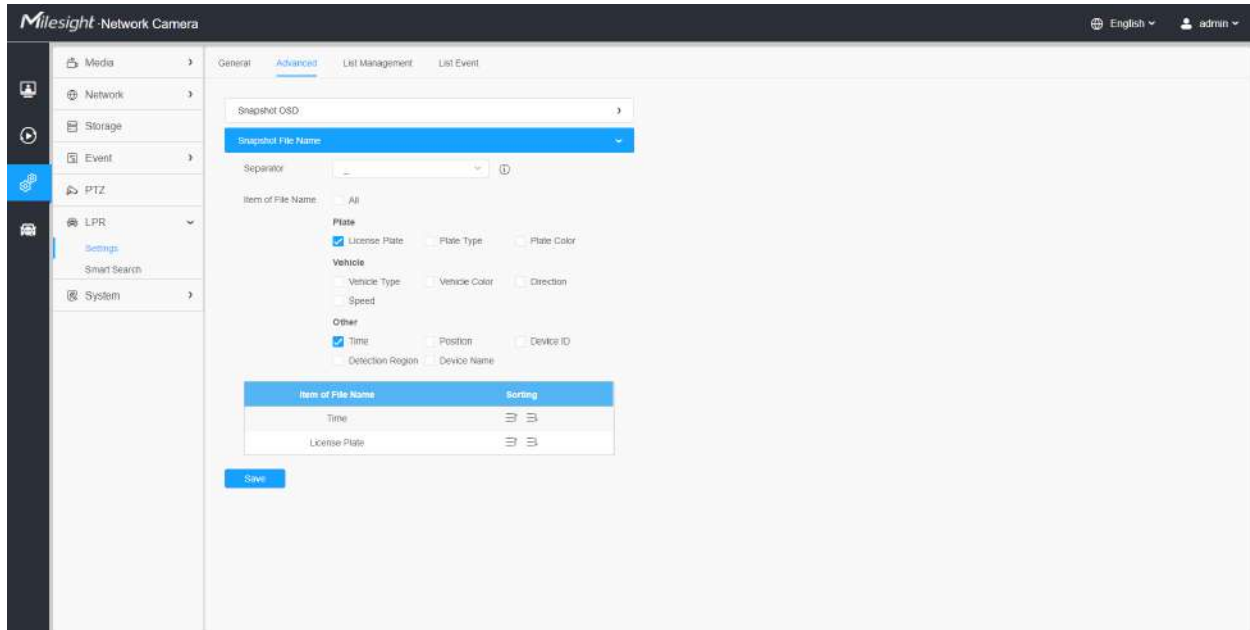 Milesight Network Camera
English
admin
Media
Network
Storage
Event
PTZ
LPR
Settings
Smart Search
System
General Advanced List Management List Event
Snapshot OSD
Snapshot File Name
Separator _
Item of File Name All
Plate
License Plate Plate Type Plate Color
Vehicle
Vehicle Type Vehicle Color Direction
Speed
Other
Time Position Device ID
Detection Region Device Name
Item of File Name Sorting
Time
License Plate
Save